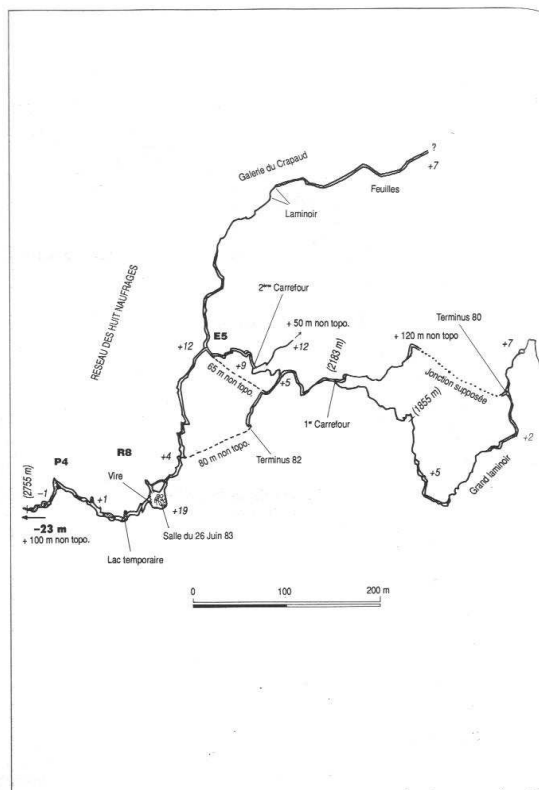 ?
+7
Galerie du Crapaud
Feuilles
Laminoir
RESEAU DES HUIT NAUFRAGES
2ème Carrefour
+ 50 m non topo.
+12
E5
+12
+9
65 m non topo.
+5
(2183 m)
+ 120 m non topo
Terminus 80
+7
Jonction supposée
(1855 m)
1er Carrefour
80 m non topo.
Terminus 82
+4
R8
P4
Vire
(2755 m)
-1
+1
+19
+5
Grand laminoir
+2
–23 m
+ 100 m non topo.
Salle du 26 Juin 83
Lac temporaire
0 100 200 m